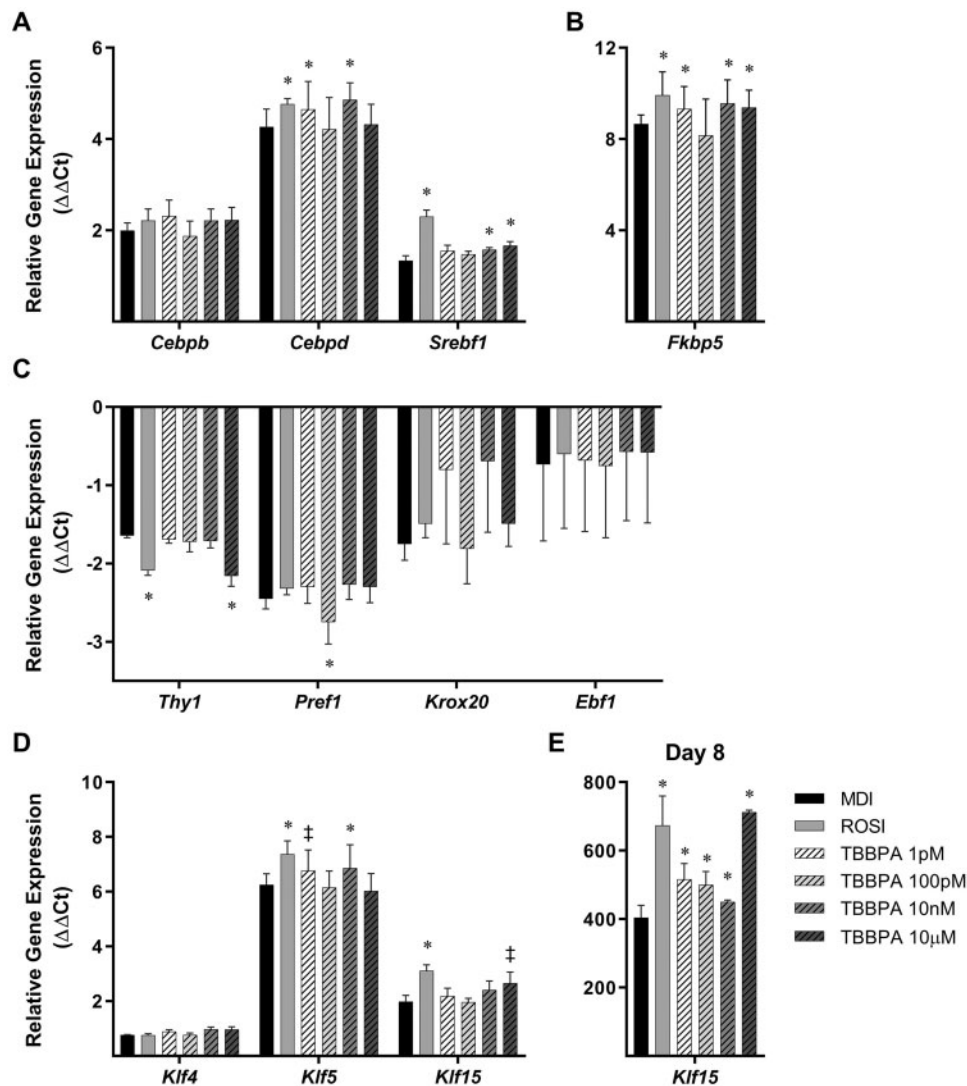 A
B
Relative Gene Expression
(ΔΔCt)
6
4
2
* * *
* * *
Cebpb Cebpd Srebf1
12
8
4
* * * *
Fkbp5
C
Relative Gene Expression
(ΔΔCt)
0
-1
-2
-3
* * *
Thy1 Pref1 Krox20 Ebf1
D
E
Day 8
Relative Gene Expression
(ΔΔCt)
10
8
6
4
2
* ‡ *
* ‡
Klf4 Klf5 Klf15
800
600
400
200
* * * * *
Klf15
MDI
ROSI
TBBPA 1pM
TBBPA 100pM
TBBPA 10nM
TBBPA 10μM